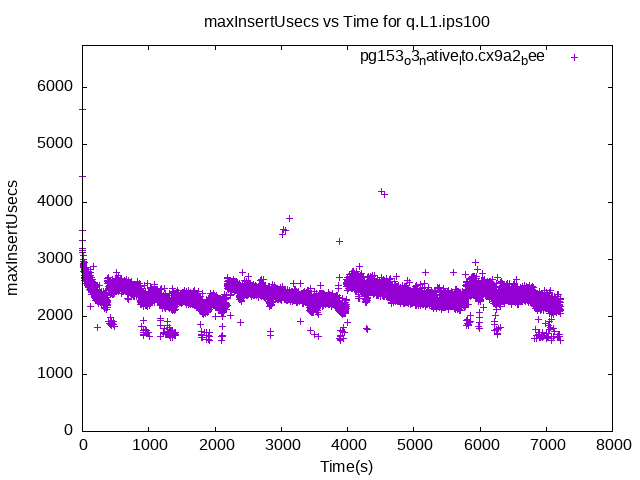 maxInsertUsecs vs Time for q.L1.ips100
pg153_o3_native_lto.cx9a2_bee
6000
5000
4000
3000
2000
1000
0
maxInsertUsecs
0 1000 2000 3000 4000 5000 6000 7000 8000
Time(s)